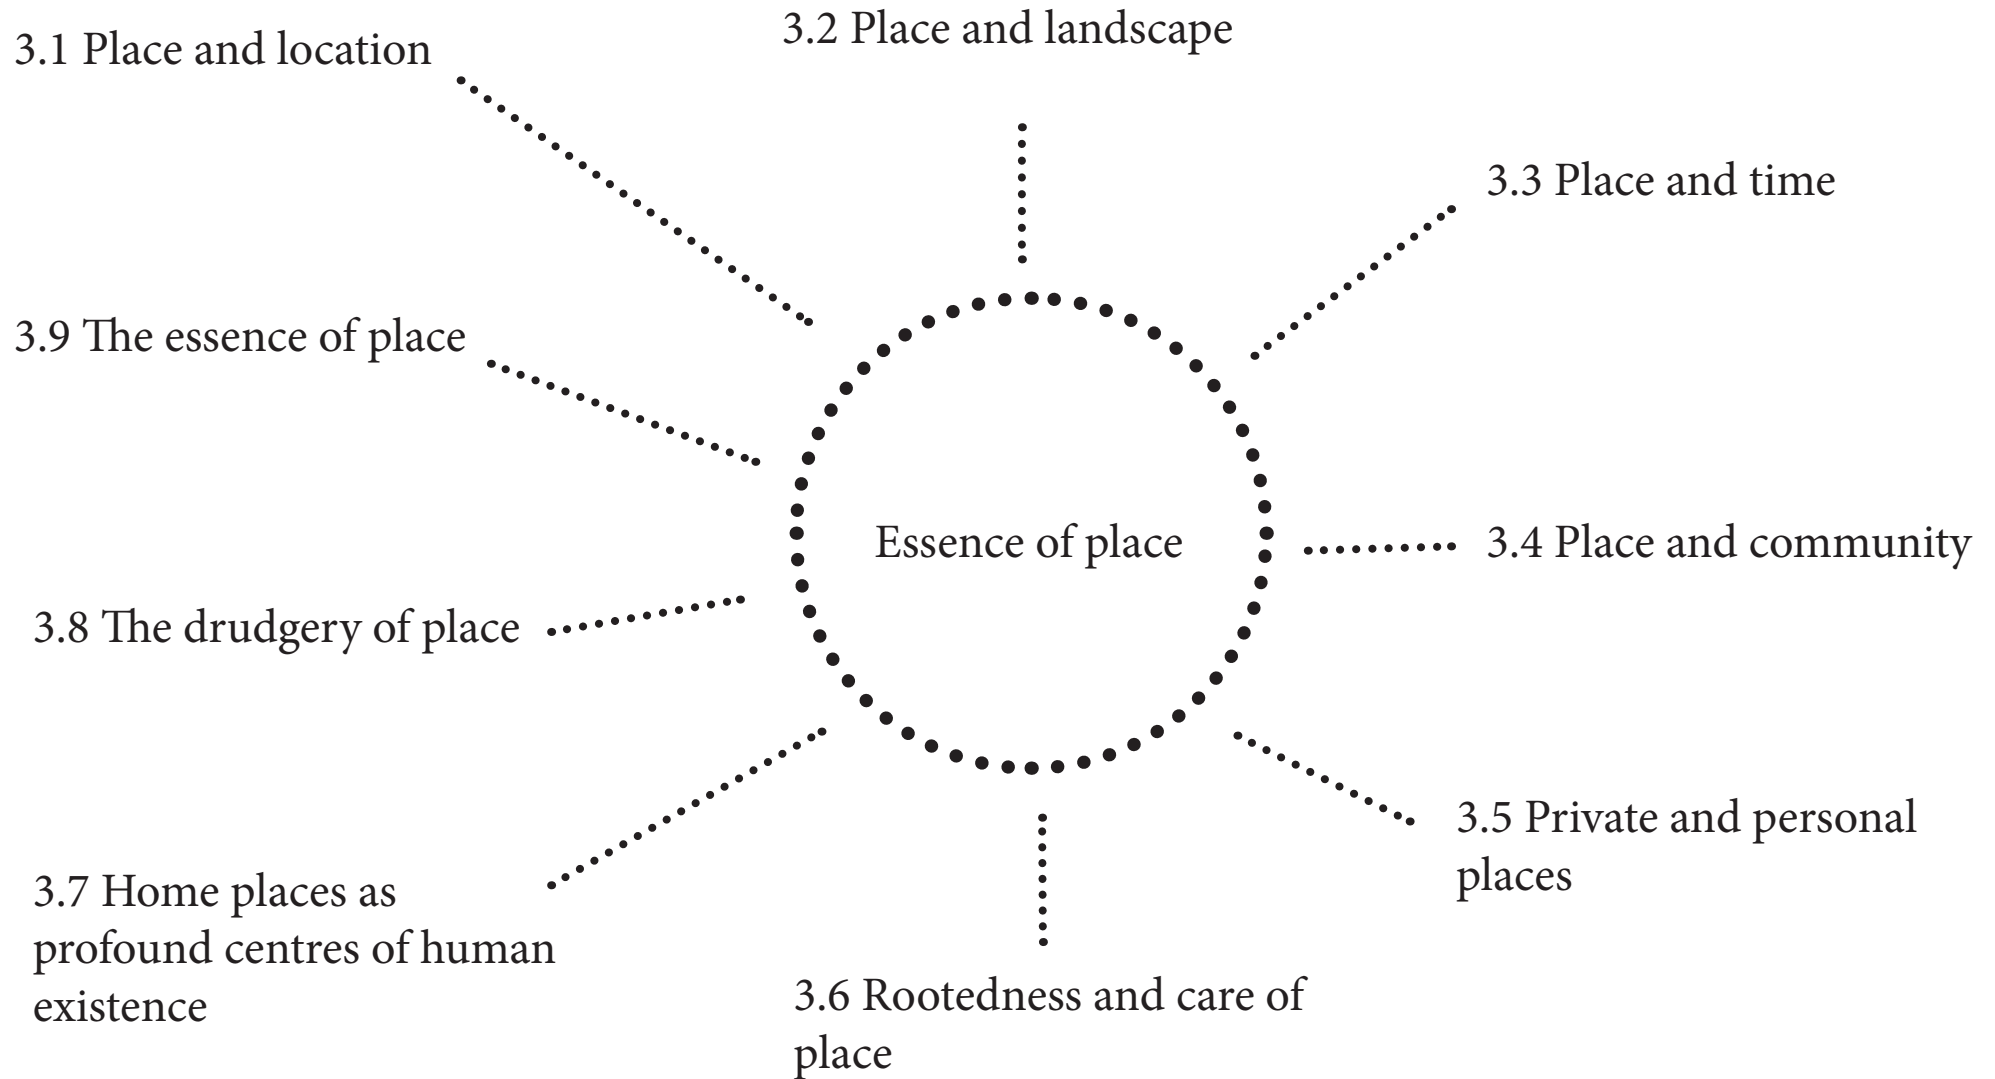 3.1 Place and location
3.2 Place and landscape
3.3 Place and time
3.9 The essence of place
Essence of place
3.4 Place and community
3.8 The drudgery of place
3.5 Private and personal
places
3.7 Home places as
profound centres of human
existence
3.6 Rootedness and care of
place